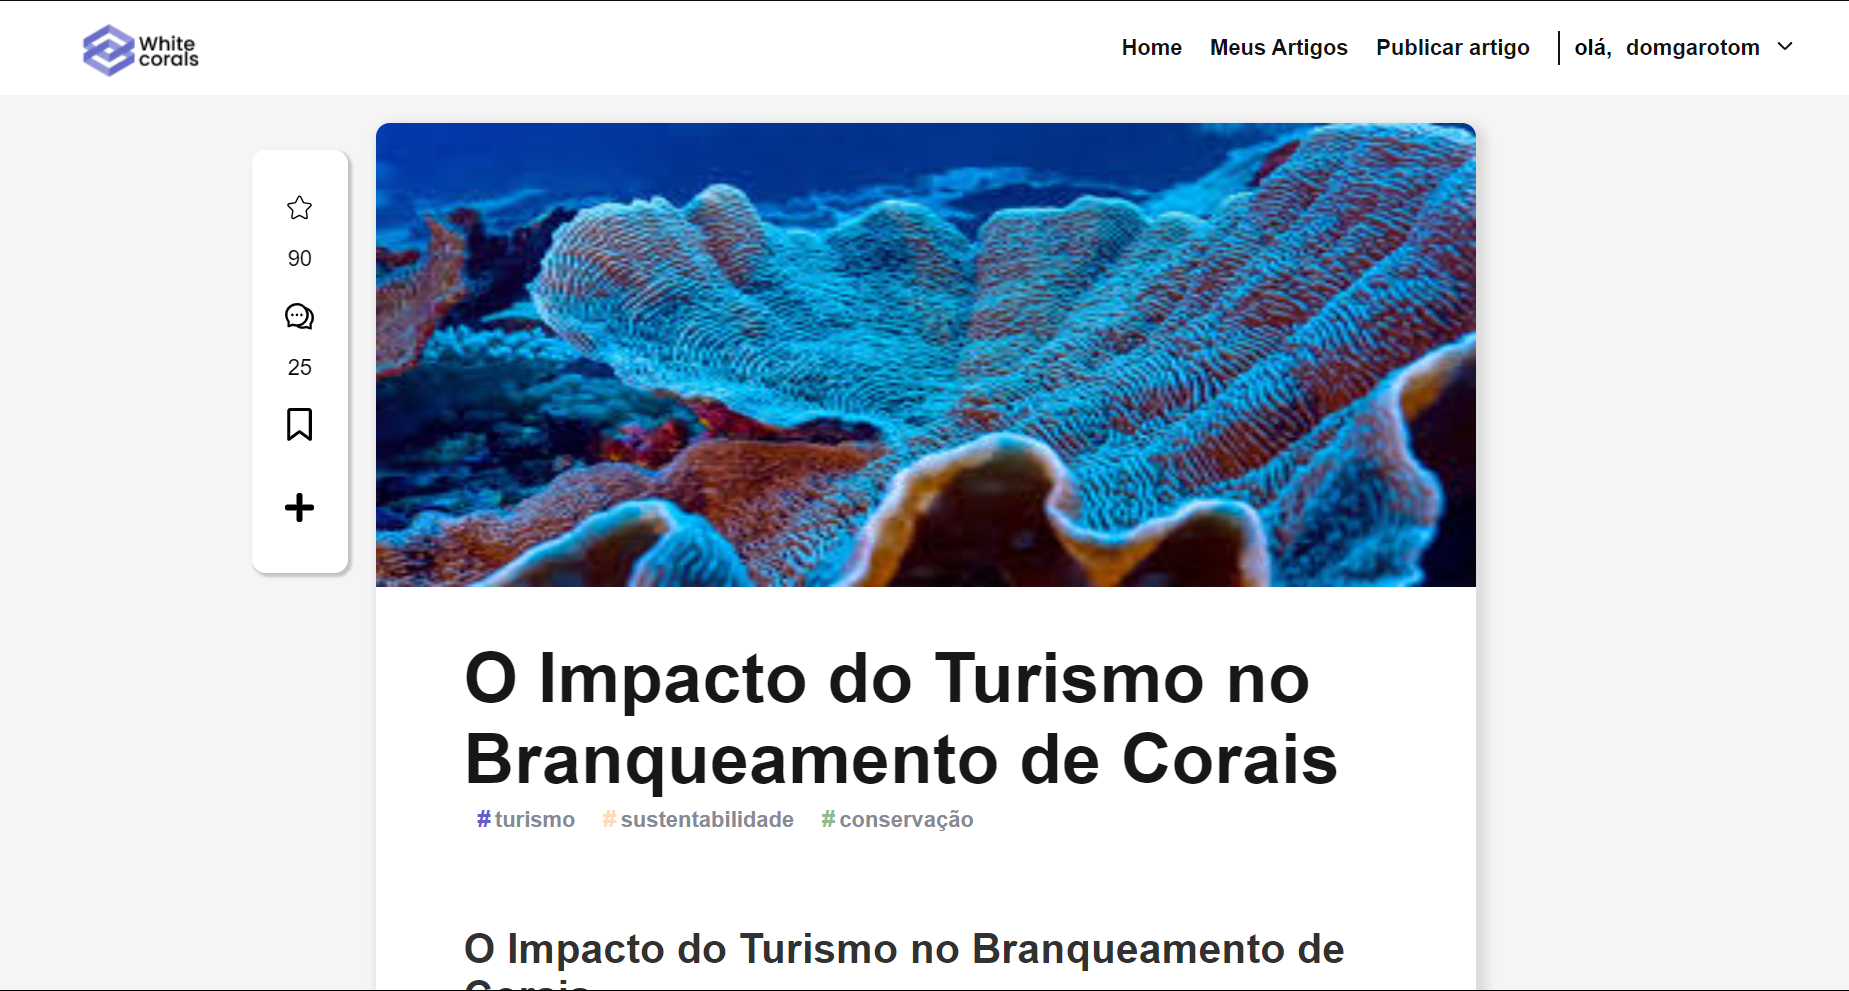 White
corals
Home Meus Artigos Publicar artigo olá, domgarotom
90
25
O Impacto do Turismo no
Branqueamento de Corais
#turismo #sustentabilidade #conservação
O Impacto do Turismo no Branqueamento de
Corais